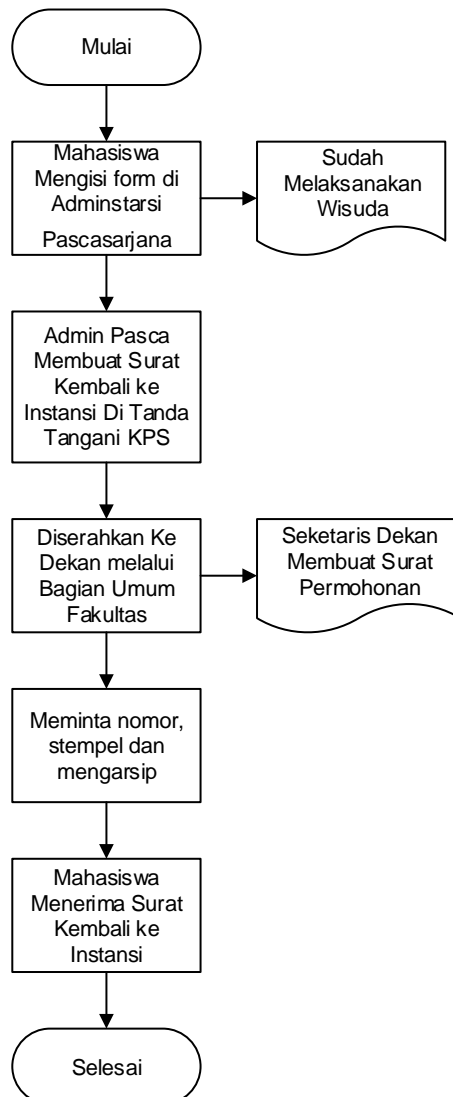 Mulai
Mahasiswa
Mengisi form di
Adminstarsi
Pascasarjana
Sudah
Melaksanakan
Wisuda
Admin Pasca
Membuat Surat
Kembali ke
Instansi Di Tanda
Tangani KPS
Diserahkan Ke
Dekan melalui
Bagian Umum
Fakultas
Seketaris Dekan
Membuat Surat
Permohonan
Meminta nomor,
stempel dan
mengarsip
Mahasiswa
Menerima Surat
Kembali ke
Instansi
Selesai